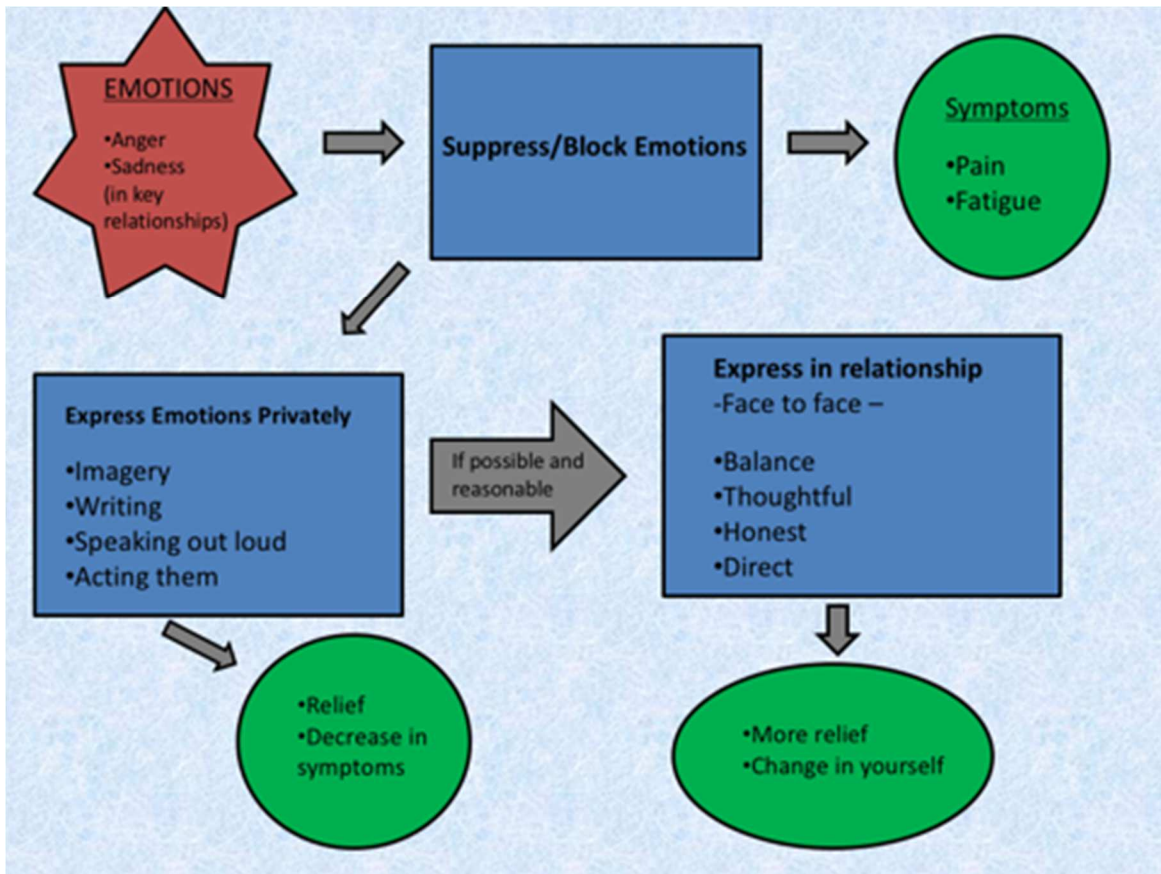 EMOTIONS
•Anger
•Sadness
(in key
relationships)
Suppress/Block Emotions
Symptoms
•Pain
•Fatigue
Express Emotions Privately
•Imagery
•Writing
•Speaking out loud
•Acting them
If possible and
reasonable
Express in relationship
-Face to face –
•Balance
•Thoughtful
•Honest
•Direct
•Relief
•Decrease in
symptoms
•More relief
•Change in yourself